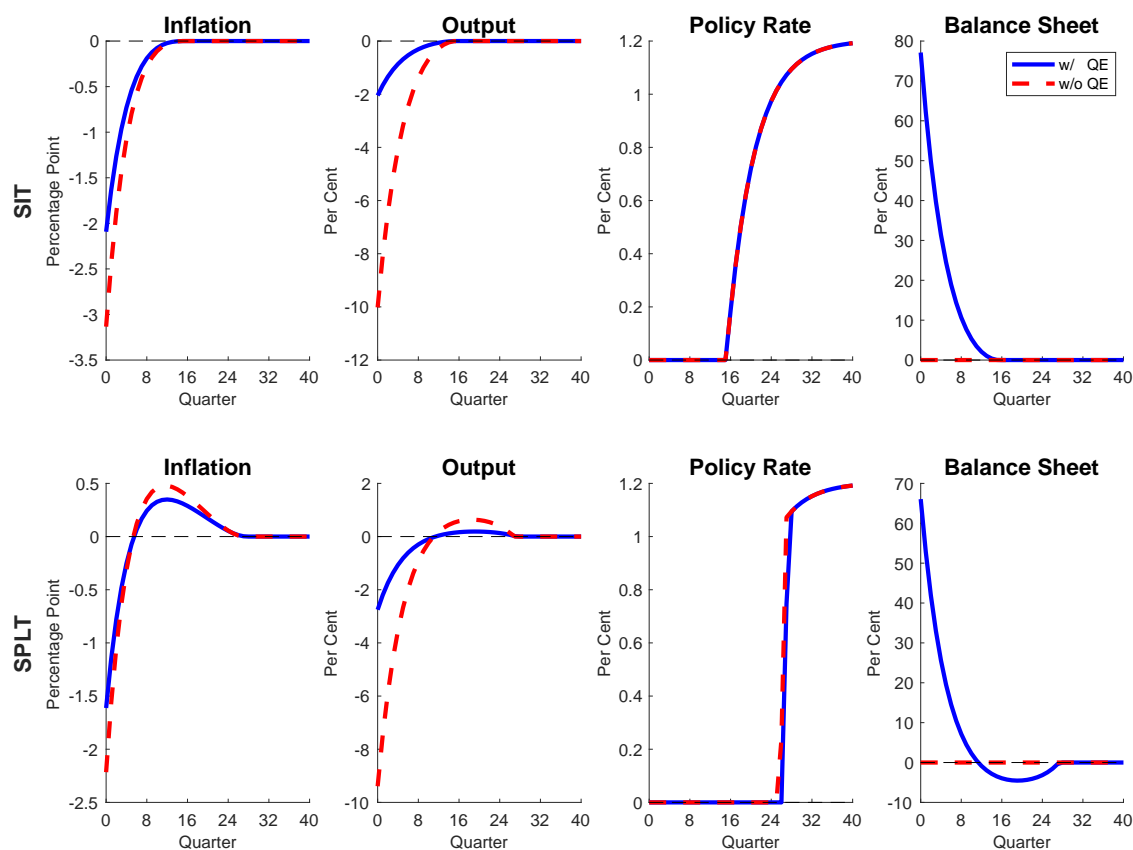 Inflation
Output
Policy Rate
Balance Sheet
SIT
Percentage Point
0
-0.5
-1
-1.5
-2
-2.5
-3
-3.5
0 8 16 24 32 40
Quarter
Per Cent
0
-2
-4
-6
-8
-10
-12
0 8 16 24 32 40
Quarter
Per Cent
1.2
1
0.8
0.6
0.4
0.2
0
0 8 16 24 32 40
Quarter
Per Cent
80
70
60
50
40
30
20
10
0
0 8 16 24 32 40
Quarter
w/ QE
w/o QE
Inflation
Output
Policy Rate
Balance Sheet
SPLT
Percentage Point
0.5
0
-0.5
-1
-1.5
-2
-2.5
0 8 16 24 32 40
Quarter
Per Cent
2
0
-2
-4
-6
-8
-10
0 8 16 24 32 40
Quarter
Per Cent
1.2
1
0.8
0.6
0.4
0.2
0
0 8 16 24 32 40
Quarter
Per Cent
70
60
50
40
30
20
10
0
-10
0 8 16 24 32 40
Quarter